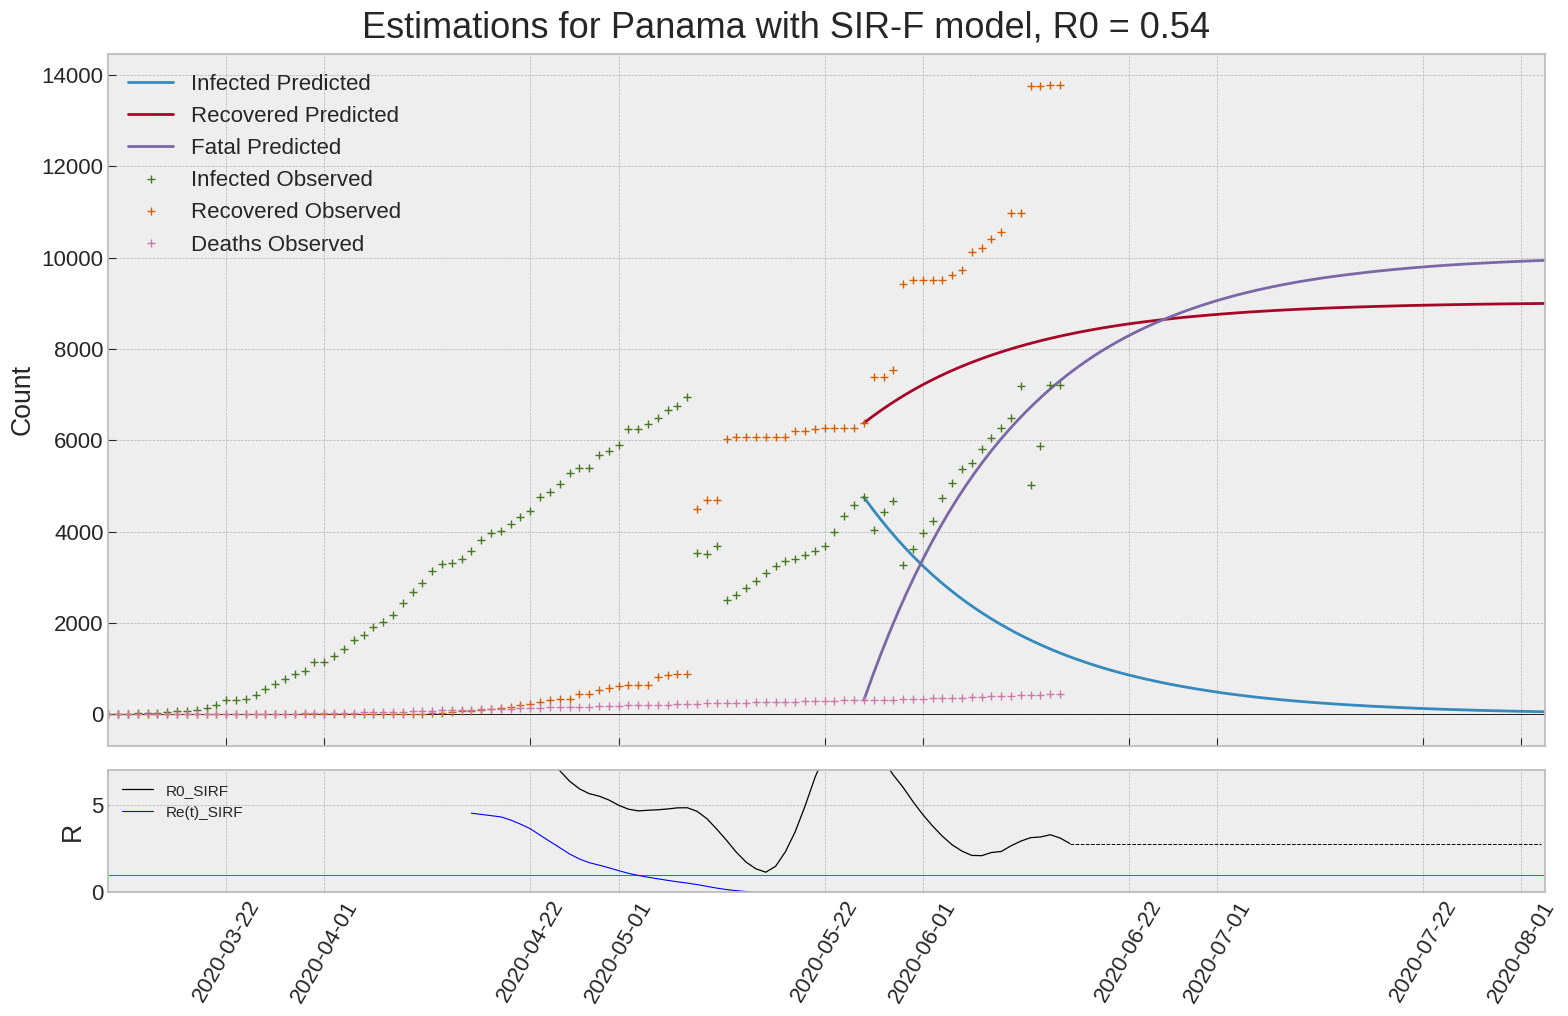 Estimations for Panama with SIR-F model, R0 = 0.54
Count
14000
12000
10000
8000
6000
4000
2000
0
Infected Predicted
Recovered Predicted
Fatal Predicted
Infected Observed
Recovered Observed
Deaths Observed
R
5
0
R0_SIRF
Re(t)_SIRF
2020-03-22
2020-04-01
2020-04-22
2020-05-01
2020-05-22
2020-06-01
2020-06-22
2020-07-01
2020-07-22
2020-08-01